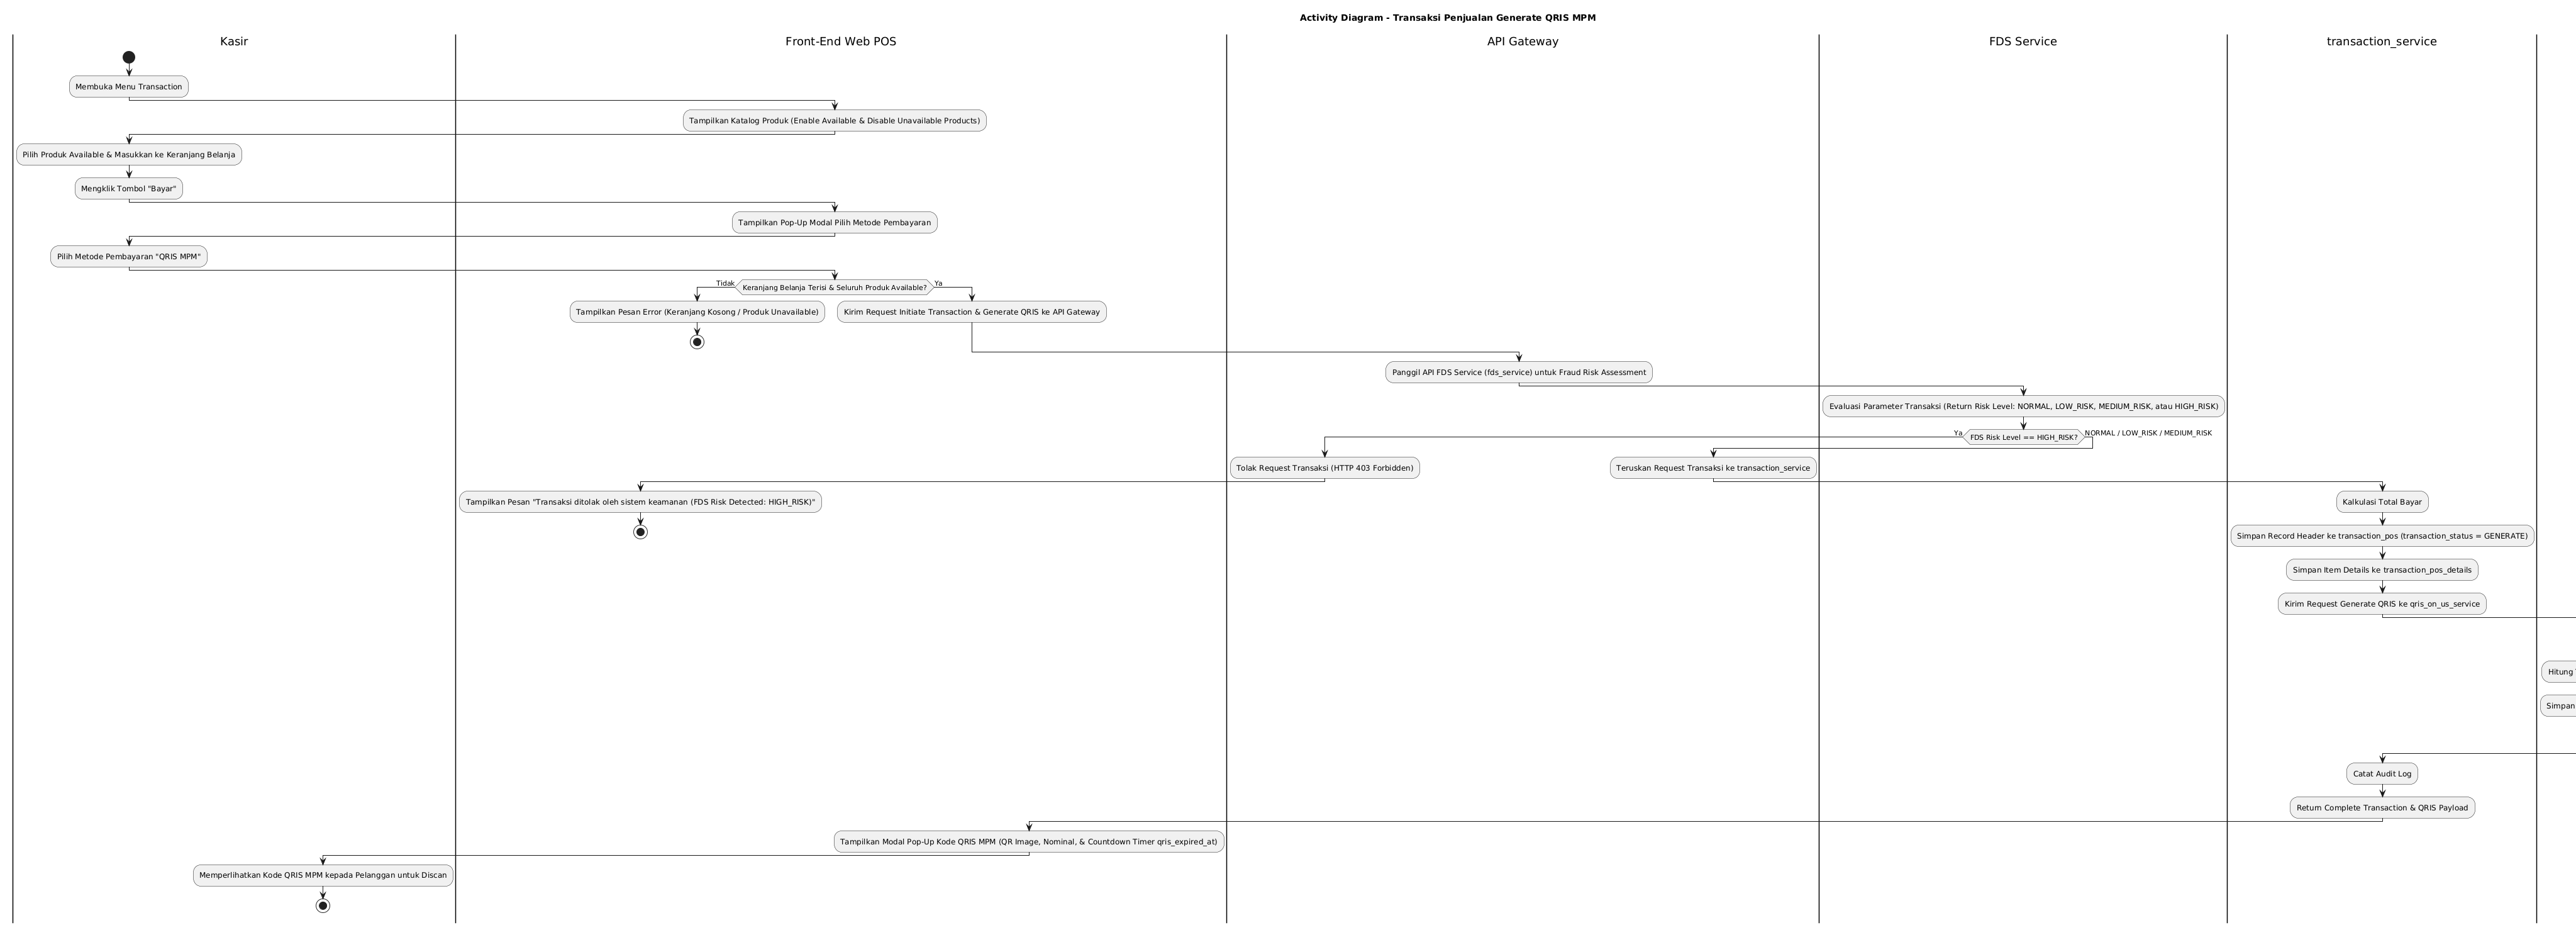 Activity Diagram - Transaksi Penjualan Generate QRIS MPM
Kasir
Front-End Web POS
API Gateway
FDS Service
transaction_service
Membuka Menu Transaction
Tampilkan Katalog Produk (Enable Available & Disable Unavailable Products)
Pilih Produk Available & Masukkan ke Keranjang Belanja
Mengklik Tombol "Bayar"
Tampilkan Pop-Up Modal Pilih Metode Pembayaran
Pilih Metode Pembayaran "QRIS MPM"
Tidak
Keranjang Belanja Terisi & Seluruh Produk Available?
Ya
Tampilkan Pesan Error (Keranjang Kosong / Produk Unavailable)
Kirim Request Initiate Transaction & Generate QRIS ke API Gateway
Panggil API FDS Service (fds_service) untuk Fraud Risk Assessment
Evaluasi Parameter Transaksi (Return Risk Level: NORMAL, LOW_RISK, MEDIUM_RISK, atau HIGH_RISK)
Ya
FDS Risk Level == HIGH_RISK?
NORMAL / LOW_RISK / MEDIUM_RISK
Tolak Request Transaksi (HTTP 403 Forbidden)
Teruskan Request Transaksi ke transaction_service
Tampilkan Pesan "Transaksi ditolak oleh sistem keamanan (FDS Risk Detected: HIGH_RISK)"
Kalkulasi Total Bayar
Simpan Record Header ke transaction_pos (transaction_status = GENERATE)
Simpan Item Details ke transaction_pos_details
Kirim Request Generate QRIS ke qris_on_us_service
Hitung
Simpan
Catat Audit Log
Return Complete Transaction & QRIS Payload
Tampilkan Modal Pop-Up Kode QRIS MPM (QR Image, Nominal, & Countdown Timer qris_expired_at)
Memperlihatkan Kode QRIS MPM kepada Pelanggan untuk Discan